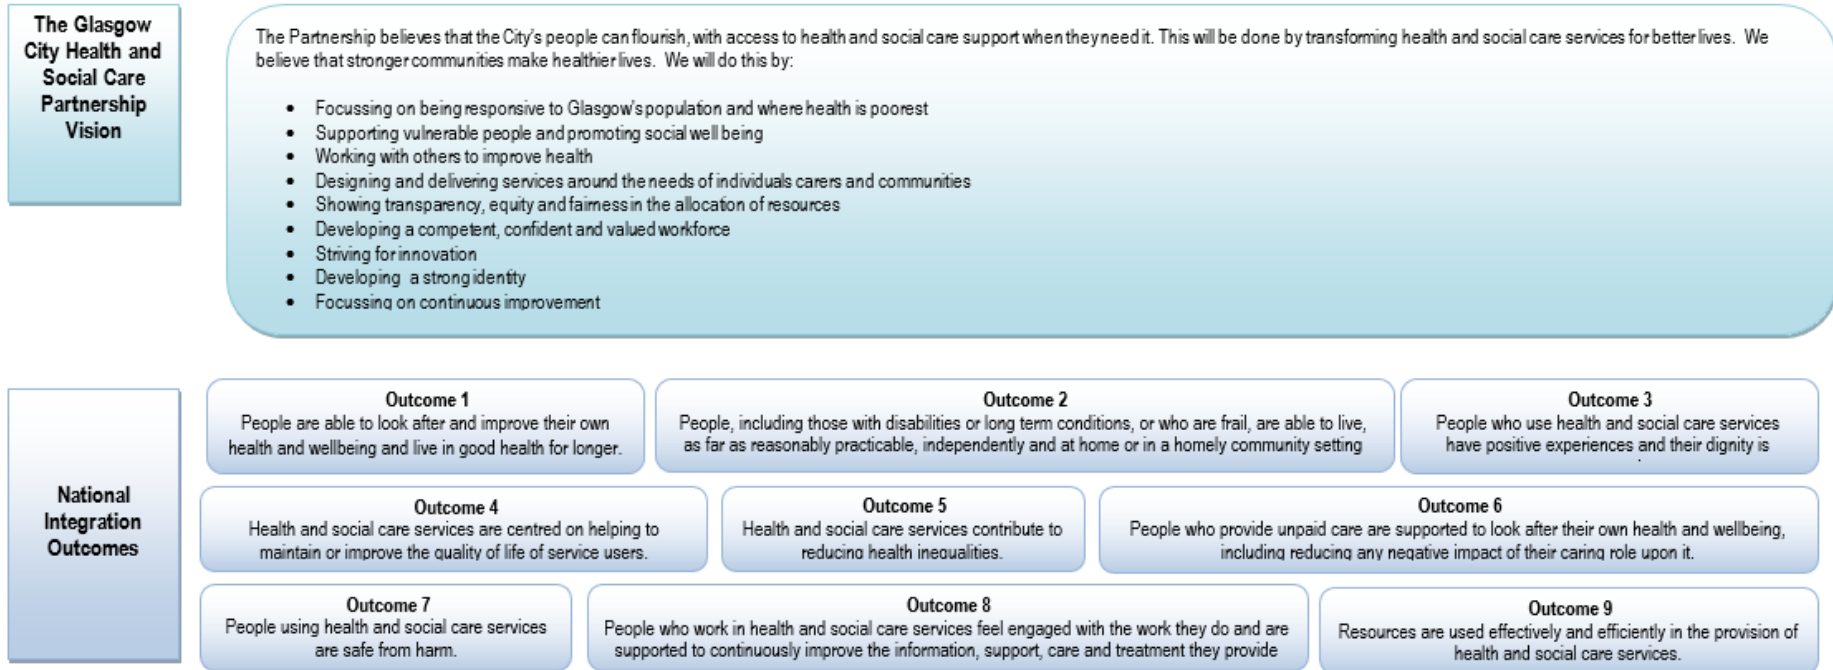 The Glasgow
City Health and
Social Care
Partnership
Vision
The Partnership believes that the City's people can flourish, with access to health and social care support when they need it. This will be done by transforming health and social care services for better lives. We
believe that stronger communities make healthier lives. We will do this by:
• Focussing on being responsive to Glasgow's population and where health is poorest
• Supporting vulnerable people and promoting social well being
• Working with others to improve health
• Designing and delivering services around the needs of individuals carers and communities
• Showing transparency, equity and fairness in the allocation of resources
• Developing a competent, confident and valued workforce
• Striving for innovation
• Developing a strong identity
• Focussing on continuous improvement
National
Integration
Outcomes
Outcome 1
People are able to look after and improve their own
health and wellbeing and live in good health for longer.
Outcome 2
People, including those with disabilities or long term conditions, or who are frail, are able to live,
as far as reasonably practicable, independently and at home or in a homely community setting
Outcome 3
People who use health and social care services
have positive experiences and their dignity is
Outcome 4
Health and social care services are centred on helping to
maintain or improve the quality of life of service users.
Outcome 5
Health and social care services contribute to
reducing health inequalities.
Outcome 6
People who provide unpaid care are supported to look after their own health and wellbeing,
including reducing any negative impact of their caring role upon it.
Outcome 7
People using health and social care services
are safe from harm.
Outcome 8
People who work in health and social care services feel engaged with the work they do and are
supported to continuously improve the information, support, care and treatment they provide
Outcome 9
Resources are used effectively and efficiently in the provision of
health and social care services.